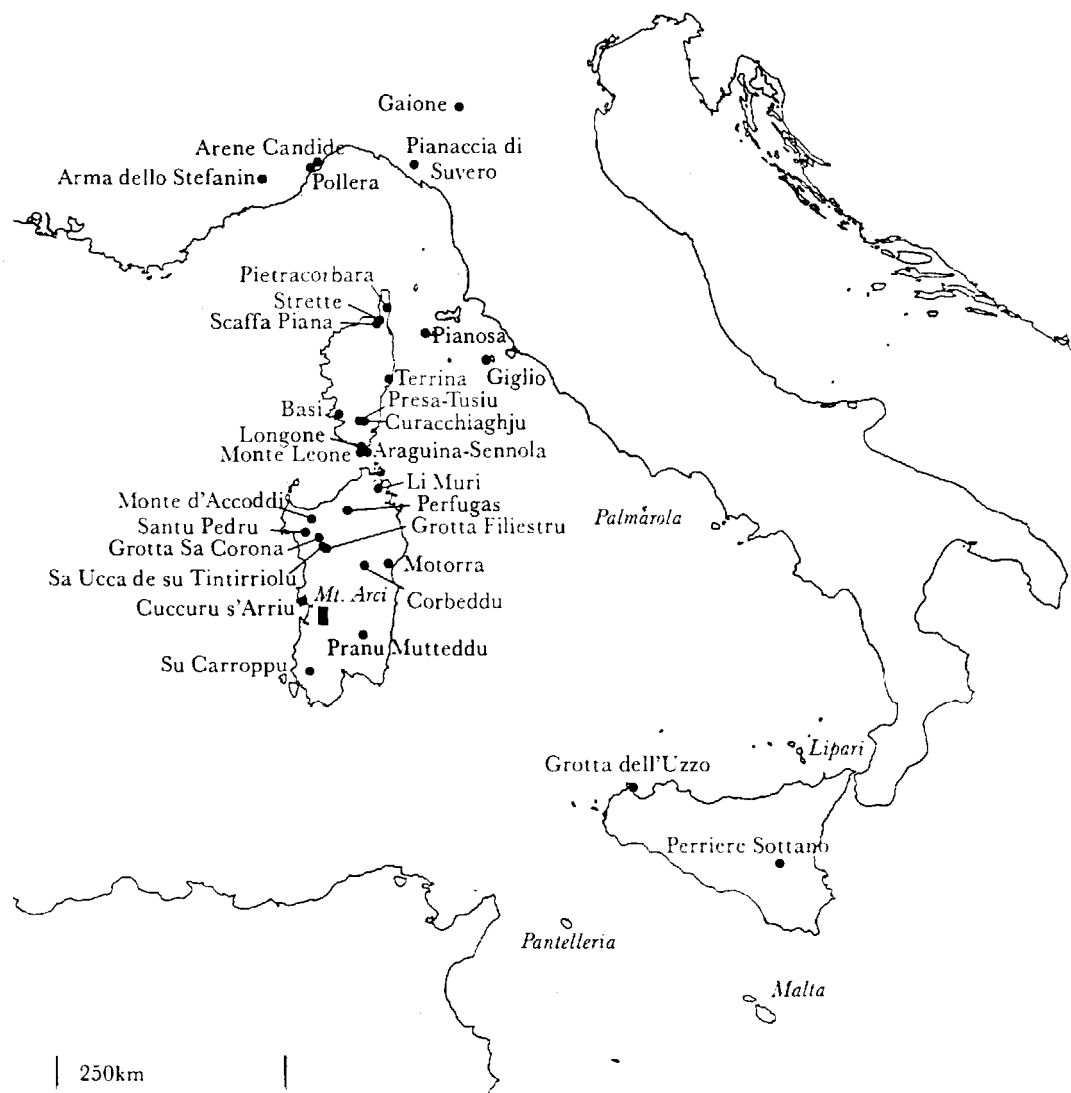 Gaione
Arene Candide
Pianaccia di
Suvero
Arma dello Stefanin
Pollera
Pietracorbara
Strette
Scaffa Piana
Pianosa
Giglio
Terrina
Presa-Tusiu
Basi
Curacchiaghju
Longone
Monte Leone
Araguina-Sennola
Li Muri
Monte d'Accoddi
Perfugas
Palmarola
Santu Pedru
Grotta Filiestru
Grotta Sa Corona
Motorra
Sa Ucca de su Tintirriolu
Mt. Arci
Corbeddu
Cuccuru s'Arriu
Pranu Mutteddu
Su Carroppu
Lipari
Grotta dell'Uzzo
Perriere Sottano
Pantelleria
Malta
250km